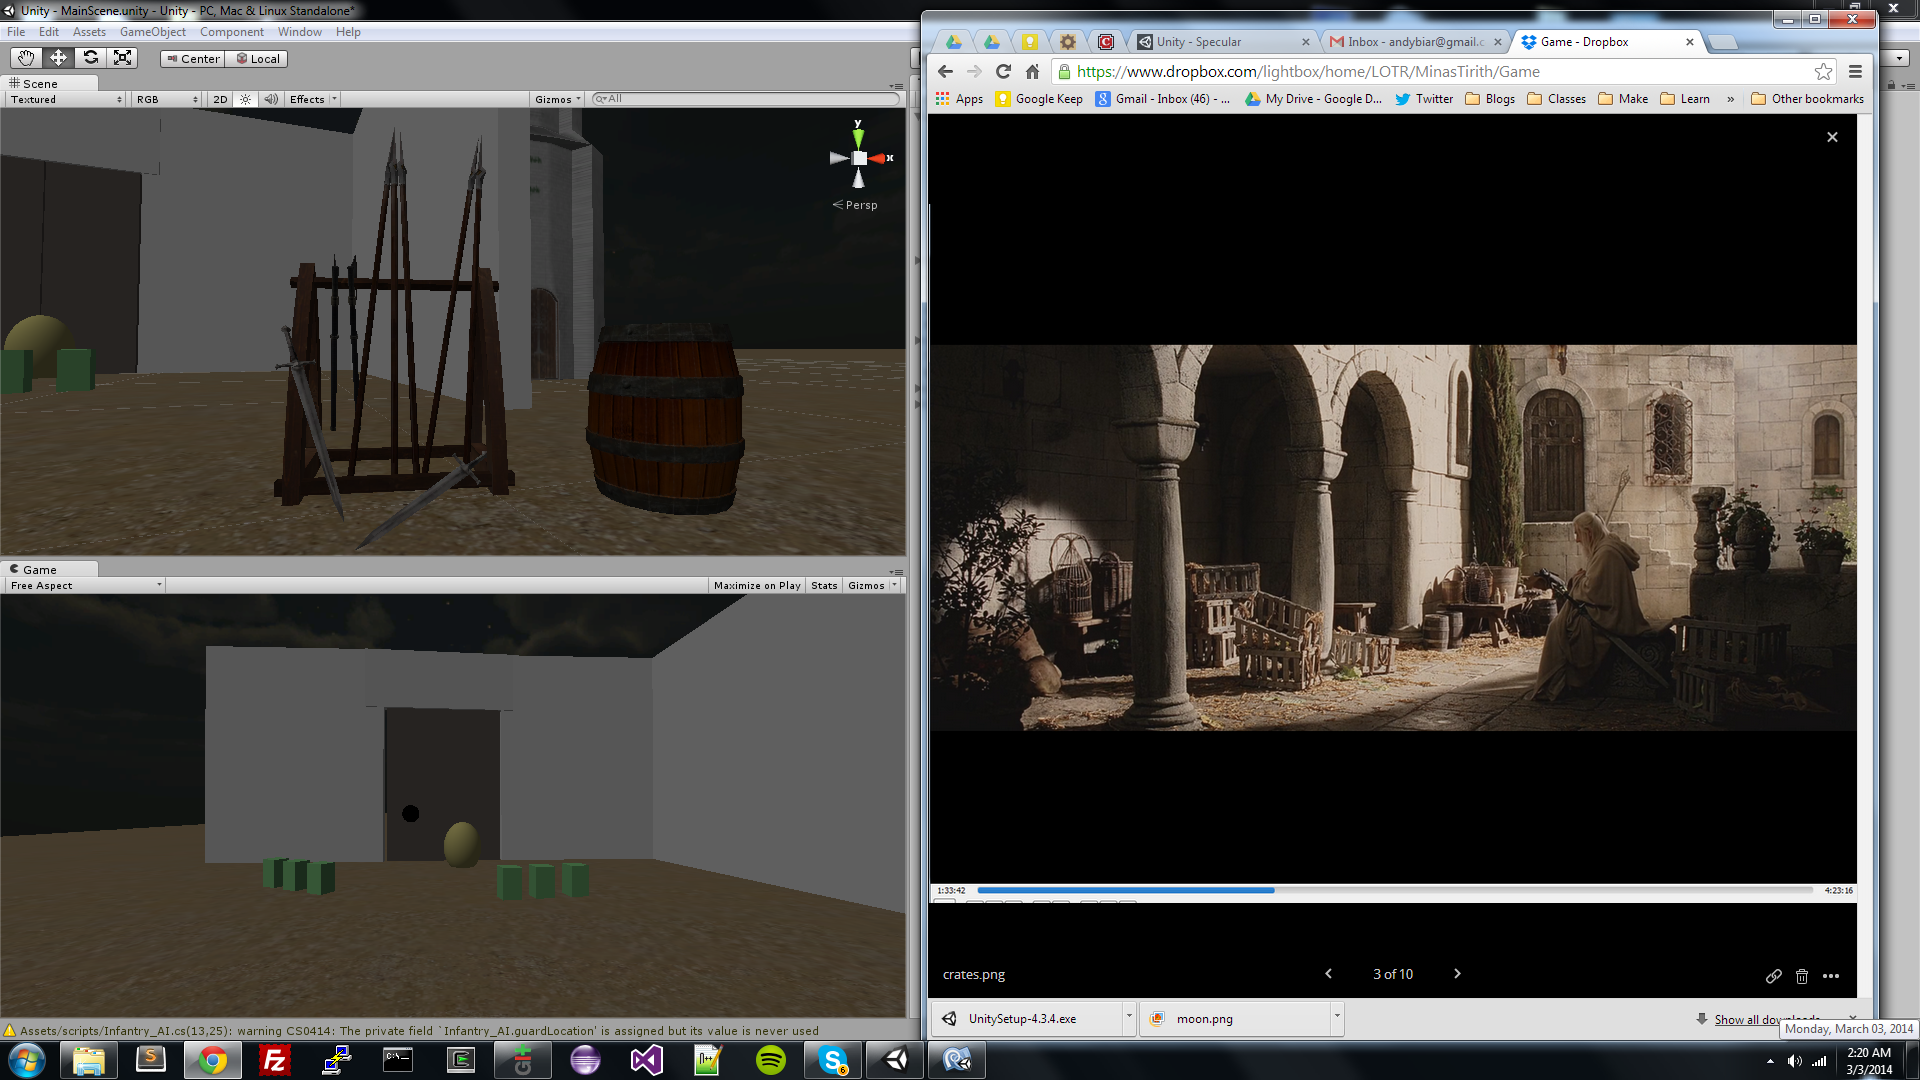 Unity - MainScene.unity - Unity - PC, Mac & Linux Standalone*
File Edit Assets GameObject Component Window Help
Center Local
Scene
Textured RGB 2D Effects Gizmos All
y
x
Persp
Game
Free Aspect Maximize on Play Stats Gizmos
Assets/scripts/Infantry_AI.cs(13,25): warning CS0414: The private field `Infantry_AI.guardLocation' is assigned but its value is never used
Unity - Specular Inbox - andybiar@gmail.c Game - Dropbox
https://www.dropbox.com/lightbox/home/LOTR/MinasTirith/Game
Apps Google Keep Gmail - Inbox (46) - ... My Drive - Google D... Twitter Blogs Classes Make Learn » Other bookmarks
1:33:42 4:23:16
crates.png 3 of 10
UnitySetup-4.3.4.exe moon.png Show all downloads...
Monday, March 03, 2014
2:20 AM
3/3/2014